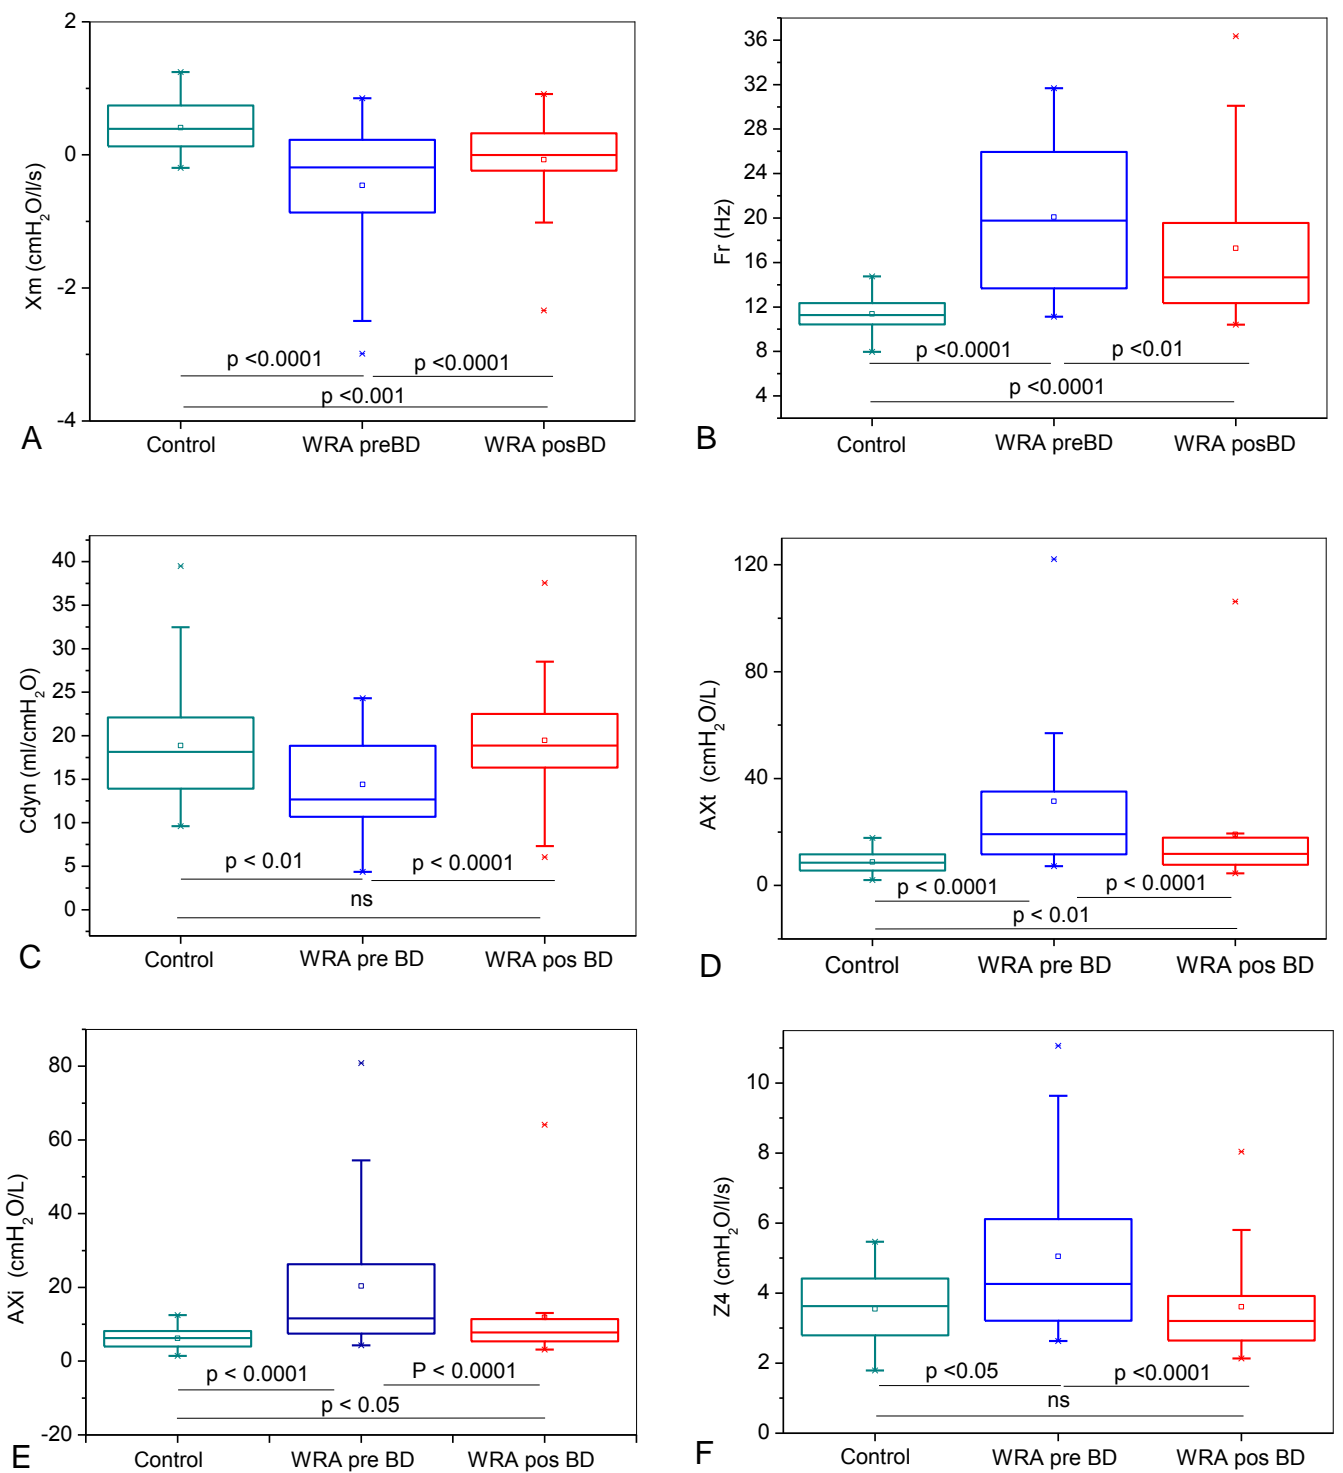 2
0
-2
-4
Xm (cmH2O/l/s)
p <0.0001
p <0.0001
p <0.001
A
Control
WRA preBD
WRA posBD
36
32
28
24
20
16
12
8
4
Fr (Hz)
p <0.0001
p <0.01
p <0.0001
B
Control
WRA preBD
WRA posBD
40
35
30
25
20
15
10
5
0
Cdyn (ml/cmH2O)
p < 0.01
p < 0.0001
ns
C
Control
WRA pre BD
WRA pos BD
120
80
40
0
AXt (cmH2O/L)
p < 0.0001
p < 0.0001
p < 0.01
D
Control
WRA pre BD
WRA pos BD
80
60
40
20
0
-20
AXi (cmH2O/L)
p < 0.0001
P < 0.0001
p < 0.05
E
Control
WRA pre BD
WRA pos BD
10
8
6
4
2
0
Z4 (cmH2O/l/s)
p <0.05
p <0.0001
ns
F
Control
WRA pre BD
WRA pos BD